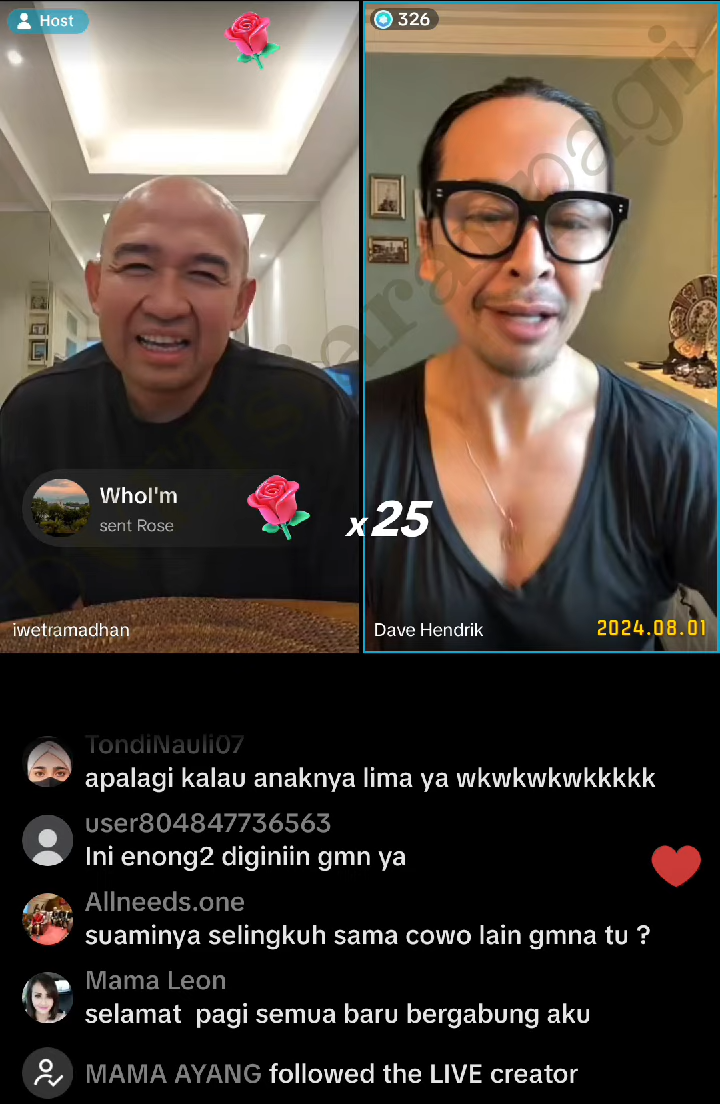 Host
326
WhoI'm
sent Rose
x 25
iwetramadhan
Dave Hendrik
2024.08.01
TondiNauli07
apalagi kalau anaknya lima ya wkwkwkwkkkkk
user804847736563
Ini enong2 diginiin gmn ya
Allneeds.one
suaminya selingkuh sama cowo lain gmna tu ?
Mama Leon
selamat pagi semua baru bergabung aku
MAMA AYANG followed the LIVE creator